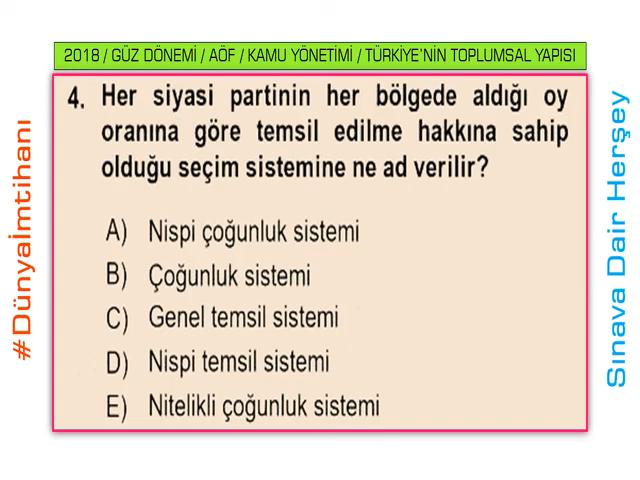 2018 / GÜZ DÖNEMİ / AÖF / KAMU YÖNETİMİ / TÜRKİYE'NİN TOPLUMSAL YAPISI
#Dünyaİmtihanı
4. Her siyasi partinin her bölgede aldığı oy
oranına göre temsil edilme hakkına sahip
olduğu seçim sistemine ne ad verilir?
A) Nispi çoğunluk sistemi
B) Çoğunluk sistemi
C) Genel temsil sistemi
D) Nispi temsil sistemi
E) Nitelikli çoğunluk sistemi
Sınava Dair Herşey